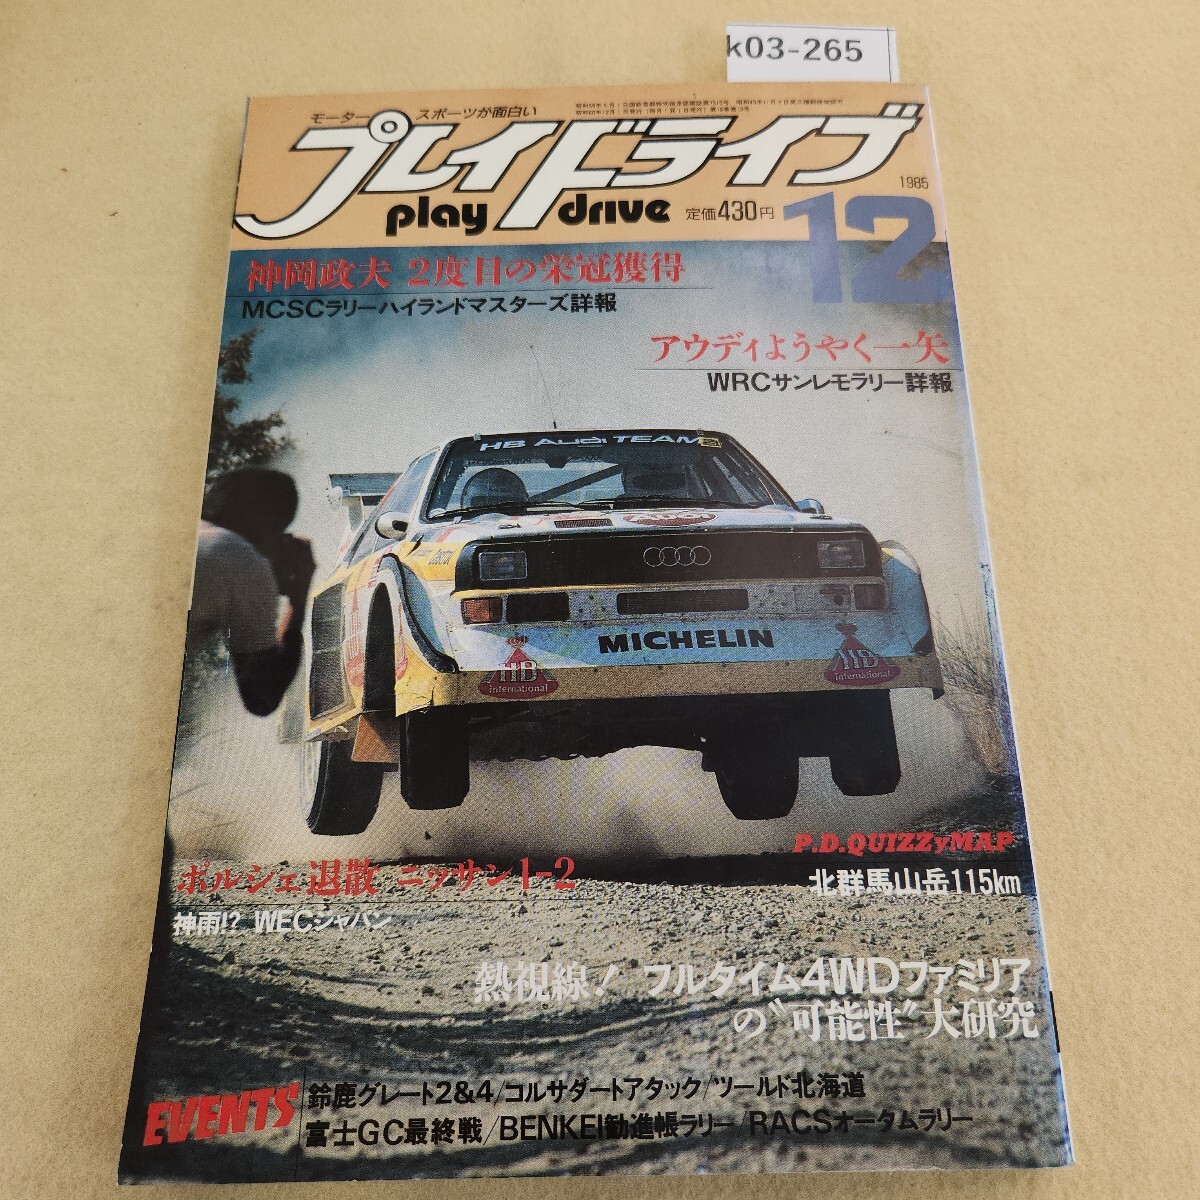 k03-265
モータースポーツが面白い
プレイドライブ
play drive
定価430円
1985
12
神岡政夫 2度目の栄冠獲得
MCSCラリーハイランドマスターズ詳報
アウディようやく一矢
WRCサンレモラリー詳報
HB Audi TEAM
Audi
MICHELIN
HB
international
HB
international
P.D.QUIZZyMAP
北群馬山岳115km
ポルシェ退散 ニッサン1-2
神雨!? WECジャパン
熱視線! フルタイム4WDファミリア
の"可能性"大研究
EVENTS
鈴鹿グレート2&4/コルサダートアタック/ツールド北海道
富士GC最終戦/BENKEI勧進帳ラリー/RACSオータムラリー